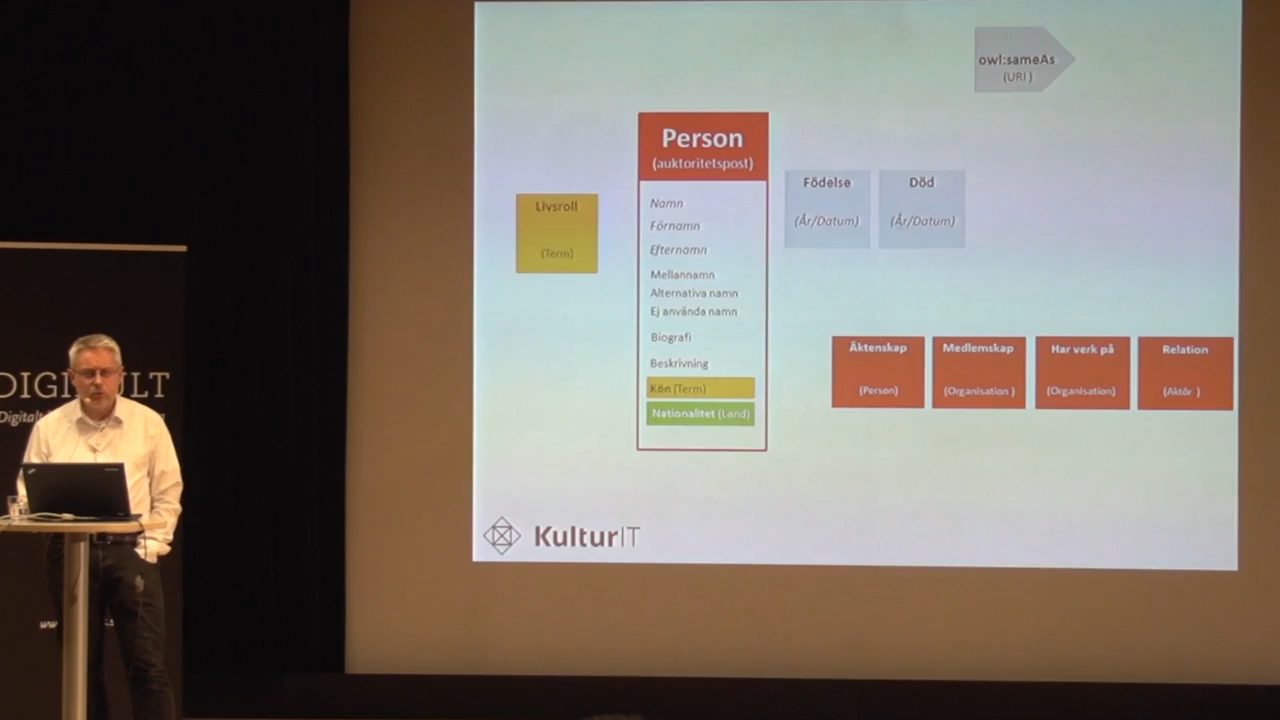 owl:sameAs
(URI)
Person
(auktoritetspost)
Namn
Förnamn
Efternamn
Mellannamn
Alternativa namn
Ej använda namn
Biografi
Beskrivning
Kön (Term)
Nationalitet (Land)
Livsroll
(Term)
Födelse
(År/Datum)
Död
(År/Datum)
Äktenskap
(Person)
Medlemskap
(Organisation)
Har verk på
(Organisation)
Relation
(Aktör)
KulturIT
Digitalt